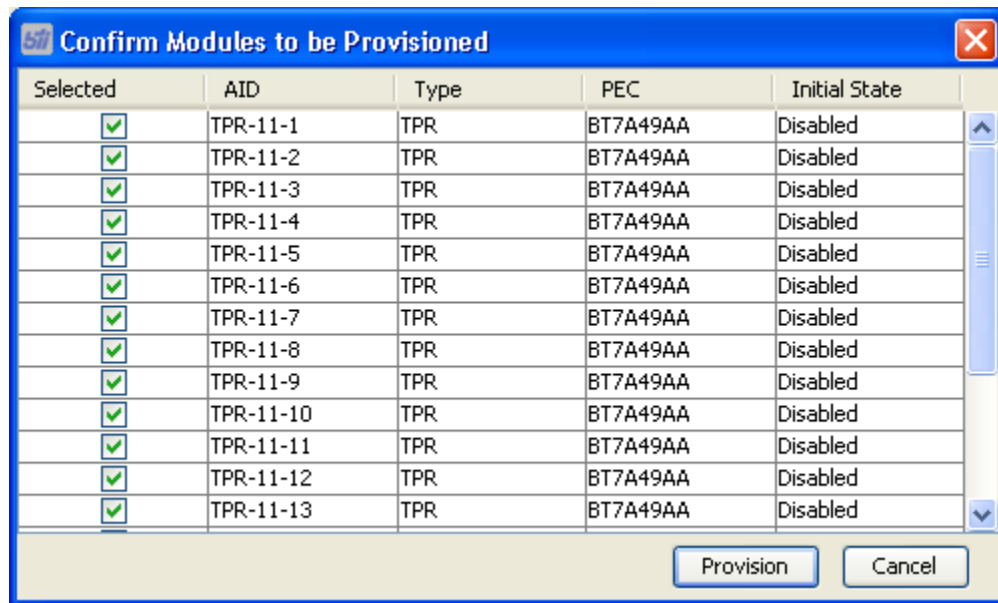 bti Confirm Modules to be Provisioned
Selected AID Type PEC Initial State
TPR-11-1 TPR BT7A49AA Disabled
TPR-11-2 TPR BT7A49AA Disabled
TPR-11-3 TPR BT7A49AA Disabled
TPR-11-4 TPR BT7A49AA Disabled
TPR-11-5 TPR BT7A49AA Disabled
TPR-11-6 TPR BT7A49AA Disabled
TPR-11-7 TPR BT7A49AA Disabled
TPR-11-8 TPR BT7A49AA Disabled
TPR-11-9 TPR BT7A49AA Disabled
TPR-11-10 TPR BT7A49AA Disabled
TPR-11-11 TPR BT7A49AA Disabled
TPR-11-12 TPR BT7A49AA Disabled
TPR-11-13 TPR BT7A49AA Disabled
Provision Cancel